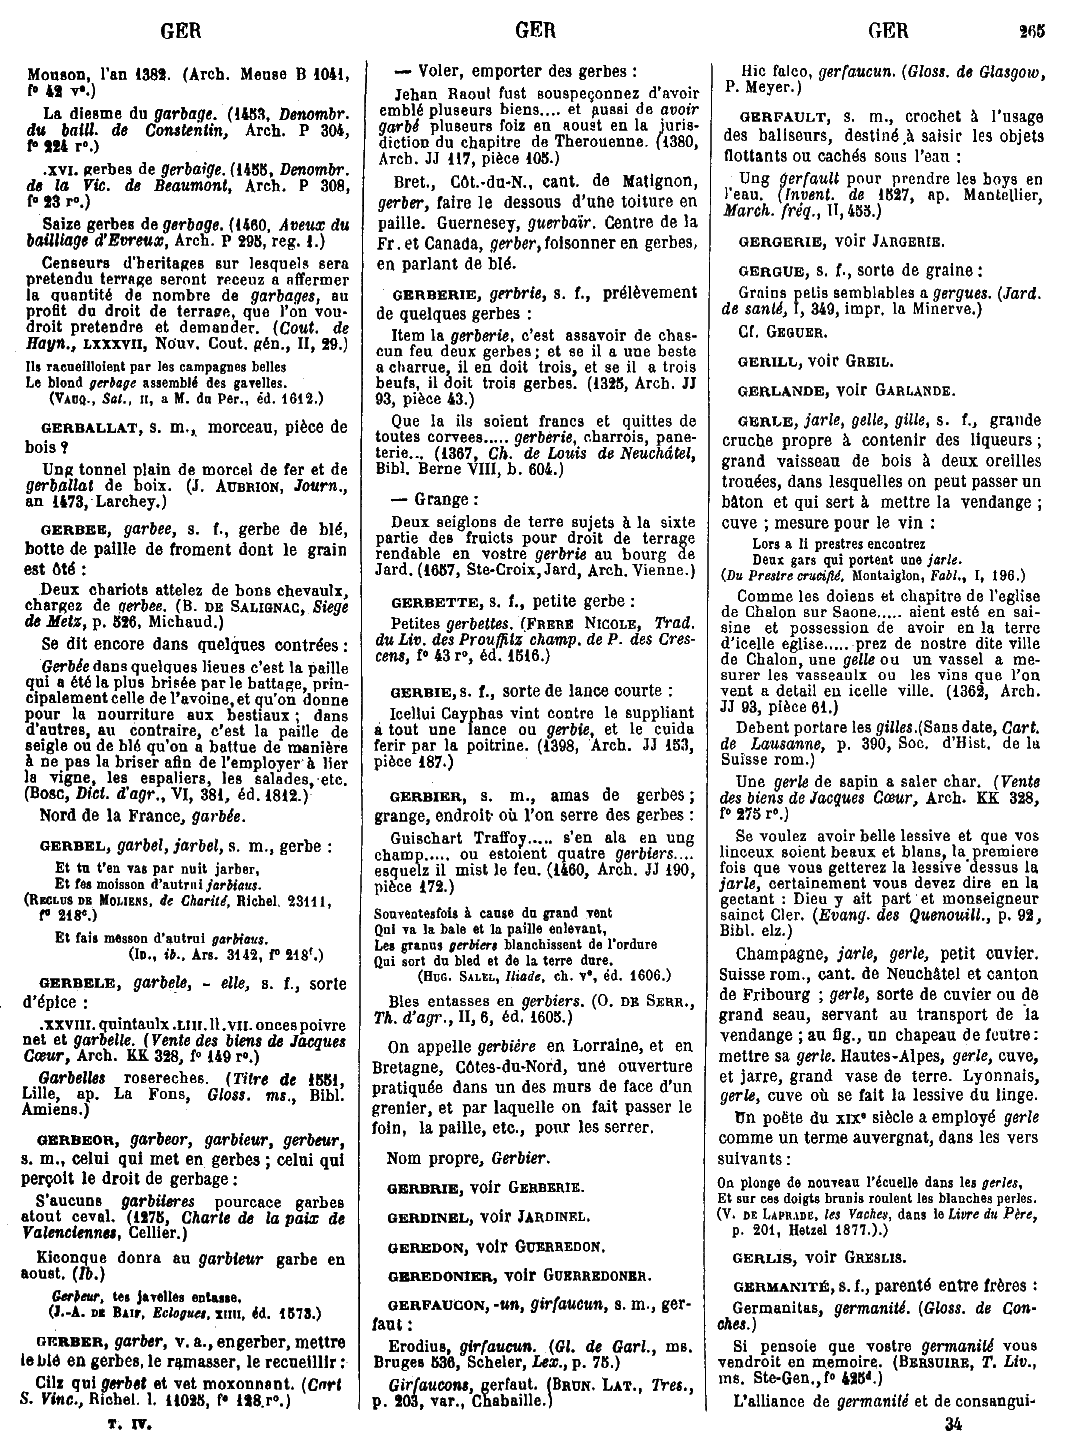 GER
GER
GER 265
Monson, l'an 1382. (Arch. Meuse B 1041,
f° 42 v°.)
La diesme du garbage. (1453, Denombr.
du baill. de Constentin, Arch. P 304,
f° 224 r°.)
.XVI. gerbes de gerbaige. (1455, Denombr.
de la Vic. de Beaumont, Arch. P 308,
f° 23 r°.)
Saize gerbes de gerbage. (1460, Aveux du
bailliage d'Evreux, Arch. P 295, reg. 1.)
Censeurs d'heritages sur lesquels sera
pretendu terrage seront receuz a affermer
la quantité de nombre de garbages, au
profit du droit de terrage, que l'on vou-
droit pretendre et demander. (Cout. de
Hayn., LXXXVII, Nouv. Cout. gén., II, 29.)
Ils racueilloient par les campagnes belles
Le blond gerbage assemblé des gavelles.
(VAUQ., Sat., II, a M. du Per., éd. 1612.)
GERBALLAT, s. m., morceau, pièce de
bois ?
Ung tonnel plain de morcel de fer et de
gerballat de boix. (J. AUBRION, Journ.,
an 1473, Larchey.)
GERBEE, garbee, s. f., gerbe de blé,
botte de paille de froment dont le grain
est ôté :
Deux chariots attelez de bons chevaulx,
chargez de gerbee. (B. DE SALIGNAC, Siege
de Metz, p. 526, Michaud.)
Se dit encore dans quelques contrées :
Gerbée dans quelques lieues c'est la paille
qui a été la plus brisée par le battage, prin-
cipalement celle de l'avoine, et qu'on donne
pour la nourriture aux bestiaux ; dans
d'autres, au contraire, c'est la paille de
seigle ou de blé qu'on a battue de manière
à ne pas la briser afin de l'employer à lier
la vigne, les espaliers, les salades, etc.
(Bosc, Dict. d'agr., VI, 381, éd. 1812.)
Nord de la France, garbée.
GERBEL, garbel, jarbel, s. m., gerbe :
Et tu t'en vas par nuit jarber,
Et fes moisson d'autrui jarbiaus.
(RECLUS DE MOLIENS, de Charité, Richel. 23111,
f° 218c.)
Et fais messon d'autrui garbiaus.
(ID., ib., Ars. 3142, f° 218f.)
GERBELE, garbele, - elle, s. f., sorte
d'épice :
.XXVIII. quintaulx .LIII. ll .VII. onces poivre
net et garbelle. (Vente des biens de Jacques
Cœur, Arch. KK 328, f° 149 r°.)
Garbelles rosereches. (Titre de 1551,
Lille, ap. La Fons, Gloss. ms., Bibl.
Amiens.)
GERBEOR, garbeor, garbieur, gerbeur,
s. m., celui qui met en gerbes ; celui qui
perçoit le droit de gerbage :
S'aucuns garbiieres pourcace garbes
atout ceval. (1275, Charte de la paix de
Valenciennes, Cellier.)
Kiconque donra au garbieur garbe en
aoust. (Ib.)
Gerbeur, tes javelles entasse.
(J.-A. DE BAIF, Eclogues, XIIII, éd. 1573.)
GERBER, garber, v. a., engerber, mettre
le blé en gerbes, le ramasser, le recueillir :
Cilz qui gerbet et vet moxonnant. (Cart
S. Vinc., Richel. l. 11025, f° 128 r°.)
T. IV.
— Voler, emporter des gerbes :
Jehan Raoul fust souspeçonnez d'avoir
emblé pluseurs biens.... et aussi de avoir
garbé pluseurs foiz en aoust en la juris-
diction du chapitre de Therouenne. (1380,
Arch. JJ 117, pièce 105.)
Bret., Côt.-du-N., cant. de Matignon,
gerber, faire le dessous d'une toiture en
paille. Guernesey, guerbaïr. Centre de la
Fr. et Canada, gerber, foisonner en gerbes,
en parlant de blé.
GERBERIE, gerbrie, s. f., prélèvement
de quelques gerbes :
Item la gerberie, c'est assavoir de chas-
cun feu deux gerbes ; et se il a une beste
a charrue, il en doit trois, et se il a trois
beufs, il doit trois gerbes. (1325, Arch. JJ
93, pièce 43.)
Que la ils soient francs et quittes de
toutes corvees..... gerberie, charrois, pane-
terie... (1367, Ch. de Louis de Neuchâtel,
Bibl. Berne VIII, b. 604.)
— Grange :
Deux seiglons de terre sujets à la sixte
partie des fruicts pour droit de terrage
rendable en vostre gerbrie au bourg de
Jard. (1657, Ste-Croix, Jard, Arch. Vienne.)
GERBETTE, s. f., petite gerbe :
Petites gerbettes. (FRERE NICOLE, Trad.
du Liv. des Prouffitz champ. de P. des Cres-
cens, f° 43 r°, éd. 1516.)
GERBIE, s. f., sorte de lance courte :
Icellui Cayphas vint contre le suppliant
a tout une lance ou gerbie, et le cuida
ferir par la poitrine. (1398, Arch. JJ 153,
pièce 187.)
GERBIER, s. m., amas de gerbes ;
grange, endroit où l'on serre des gerbes :
Guischart Traffoy..... s'en ala en ung
champ....., ou estoient quatre gerbiers....
esquelz il mist le feu. (1460, Arch. JJ 190,
pièce 172.)
Souventesfois à cause du grand vent
Qui va la bale et la paille enlevant,
Les granus gerbiers blanchissent de l'ordure
Qui sort du bled et de la terre dure.
(HUG. SALEL, Iliade, ch. v°, éd. 1606.)
Bles entasses en gerbiers. (O. DE SERR.,
Th. d'agr., II, 6, éd. 1605.)
On appelle gerbière en Lorraine, et en
Bretagne, Côtes-du-Nord, une ouverture
pratiquée dans un des murs de face d'un
grenier, et par laquelle on fait passer le
foin, la paille, etc., pour les serrer.
Nom propre, Gerbier.
GERBRIE, voir GERBERIE.
GERDINEL, voir JARDINEL.
GEREDON, voir GUERREDON.
GEREDONIER, voir GUERREDONER.
GERFAUCON, -un, girfaucun, s. m., ger-
faut :
Erodius, girfaucun. (Gl. de Garl., ms.
Bruges 536, Scheler, Lex., p. 75.)
Girfaucons, gerfaut. (BRUN. LAT., Tres.,
p. 203, var., Chabaille.)
Hic falco, gerfaucun. (Gloss. de Glasgow,
P. Meyer.)
GERFAULT, s. m., crochet à l'usage
des baliseurs, destiné à saisir les objets
flottants ou cachés sous l'eau :
Ung gerfault pour prendre les boys en
l'eau. (Invent. de 1527, ap. Mantellier,
March. fréq., II, 453.)
GERGERIE, voir JARGERIE.
GERGUE, s. f., sorte de graine :
Grains petis semblables a gergues. (Jard.
de santé, I, 349, impr. la Minerve.)
Cf. GEGUER.
GERILL, voir GREIL.
GERLANDE, voir GARLANDE.
GERLE, jarle, gelle, gille, s. f., grande
cruche propre à contenir des liqueurs ;
grand vaisseau de bois à deux oreilles
trouées, dans lesquelles on peut passer un
bâton et qui sert à mettre la vendange ;
cuve ; mesure pour le vin :
Lors a li prestres encontrez
Deux gars qui portent une jarle.
(Du Prestre crucifié, Montaiglon, Fabl., I, 196.)
Comme les doiens et chapitre de l'eglise
de Chalon sur Saone..... aient esté en sai-
sine et possession de avoir en la terre
d'icelle eglise..... prez de nostre dite ville
de Chalon, une gelle ou un vassel a me-
surer les vasseaulx ou les vins que l'on
vent a detail en icelle ville. (1362, Arch.
JJ 93, pièce 61.)
Debent portare les gilles. (Sans date, Cart.
de Lausanne, p. 390, Soc. d'Hist. de la
Suisse rom.)
Une gerle de sapin a saler char. (Vente
des biens de Jacques Cœur, Arch. KK 328,
f° 275 r°.)
Se voulez avoir belle lessive et que vos
linceux soient beaux et blans, la premiere
fois que vous getterez la lessive dessus la
jarle, certainement vous devez dire en la
gectant : Dieu y ait part et monseigneur
sainct Cler. (Evang. des Quenouill., p. 92,
Bibl. elz.)
Champagne, jarle, gerle, petit cuvier.
Suisse rom., cant. de Neuchâtel et canton
de Fribourg ; gerle, sorte de cuvier ou de
grand seau, servant au transport de la
vendange ; au fig., un chapeau de feutre :
mettre sa gerle. Hautes-Alpes, gerle, cuve,
et jarre, grand vase de terre. Lyonnais,
gerle, cuve où se fait la lessive du linge.
Un poëte du XIXe siècle a employé gerle
comme un terme auvergnat, dans les vers
suivants :
On plonge de nouveau l'écuelle dans les gerles,
Et sur ces doigts brunis roulent les blanches perles.
(V. DE LAPRADE, les Vaches, dans le Livre du Père,
p. 201, Hetzel 1877.).)
GERLIS, voir GRESLIS.
GERMANITÉ, s. f., parenté entre frères :
Germanitas, germanité. (Gloss. de Con-
ches.)
Si pensoie que vostre germanité vous
vendroit en memoire. (BERSUIRE, T. Liv.,
ms. Ste-Gen., f° 425d.)
L'alliance de germanité et de consangui-
34